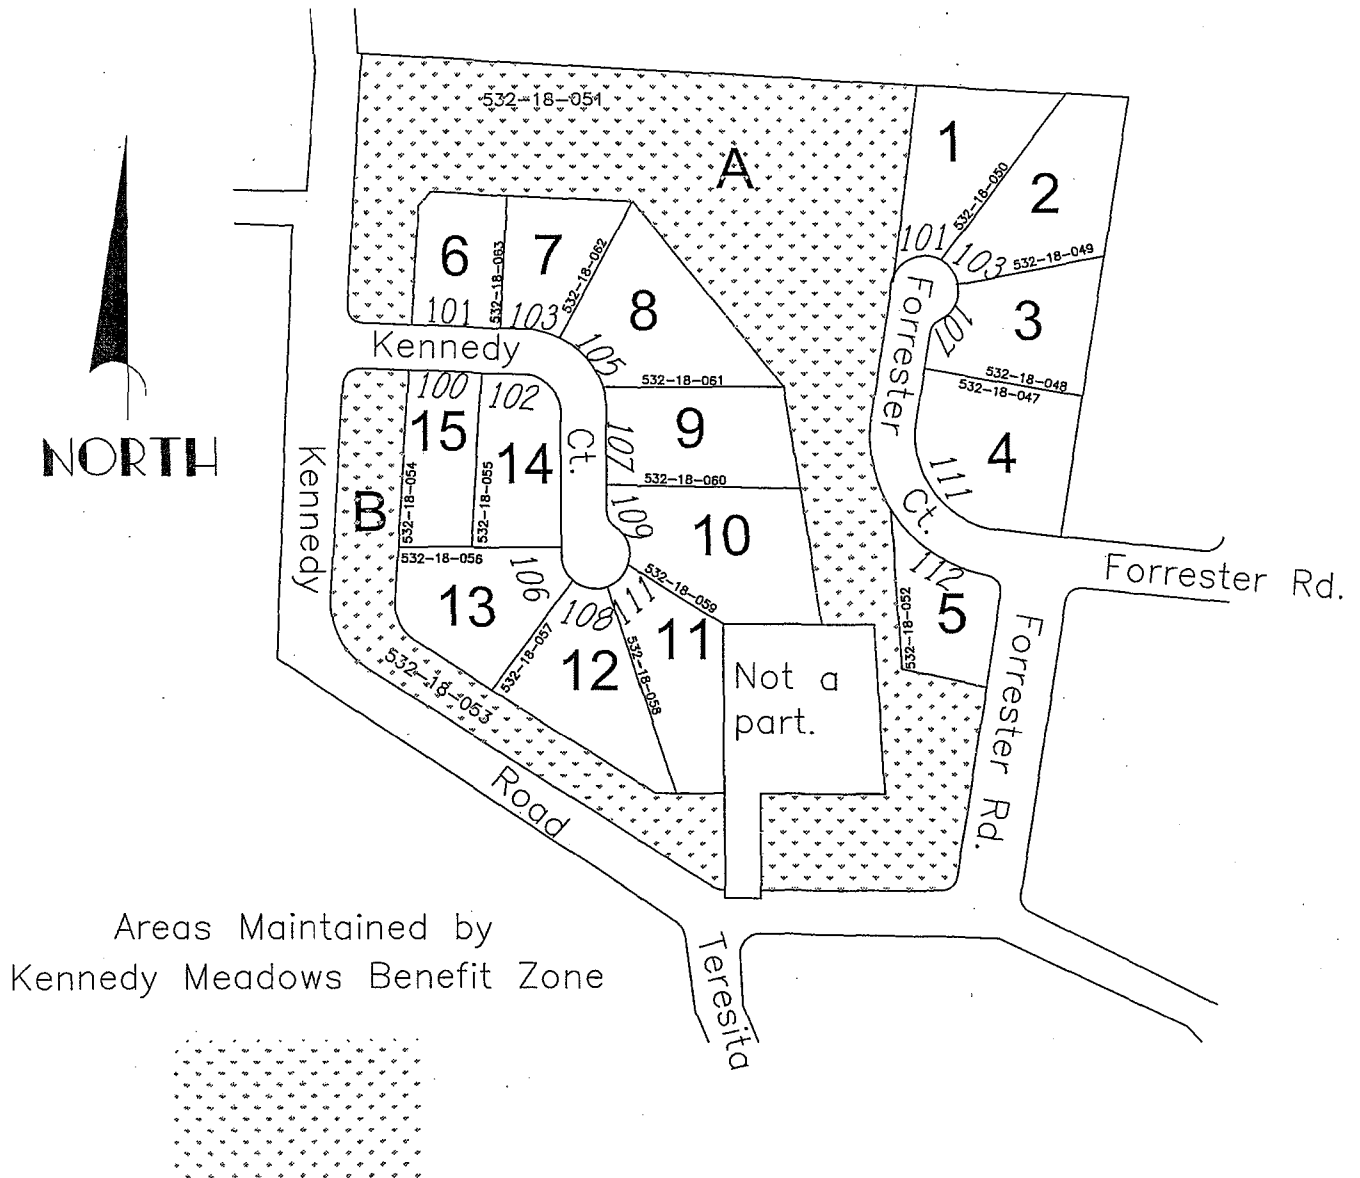 532-18-051
A
1
532-18-050
2
101
103
532-18-049
Forrester
Ct.
107
3
532-18-048
532-18-047
4
111
112
532-18-052
5
Forrester Rd.
Forrester Rd.
6
101
532-18-063
7
103
532-18-062
8
105
532-18-061
Kennedy
Ct.
9
107
532-18-060
109
10
100
15
532-18-054
102
14
532-18-055
B
532-18-056
106
13
532-18-057
108
12
111
532-18-059
11
532-18-058
532-18-053
Not a
part.
Kennedy
Road
Teresita
NORTH
Areas Maintained by
Kennedy Meadows Benefit Zone